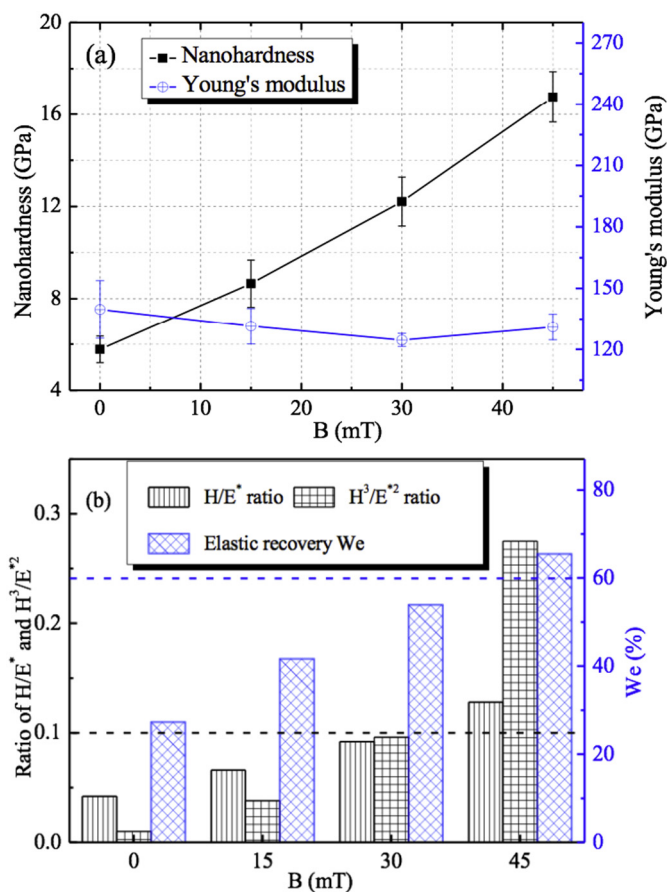 (a)
Nanohardness
Young's modulus
Nanohardness (GPa)
20
16
12
8
4
Young's modulus (GPa)
270
240
210
180
150
120
0 10 20 30 40
B (mT)
(b)
H/E* ratio H³/E*² ratio
Elastic recovery We
Ratio of H/E* and H³/E*²
0.3
0.2
0.1
0.0
We (%)
80
60
40
20
0
0 15 30 45
B (mT)